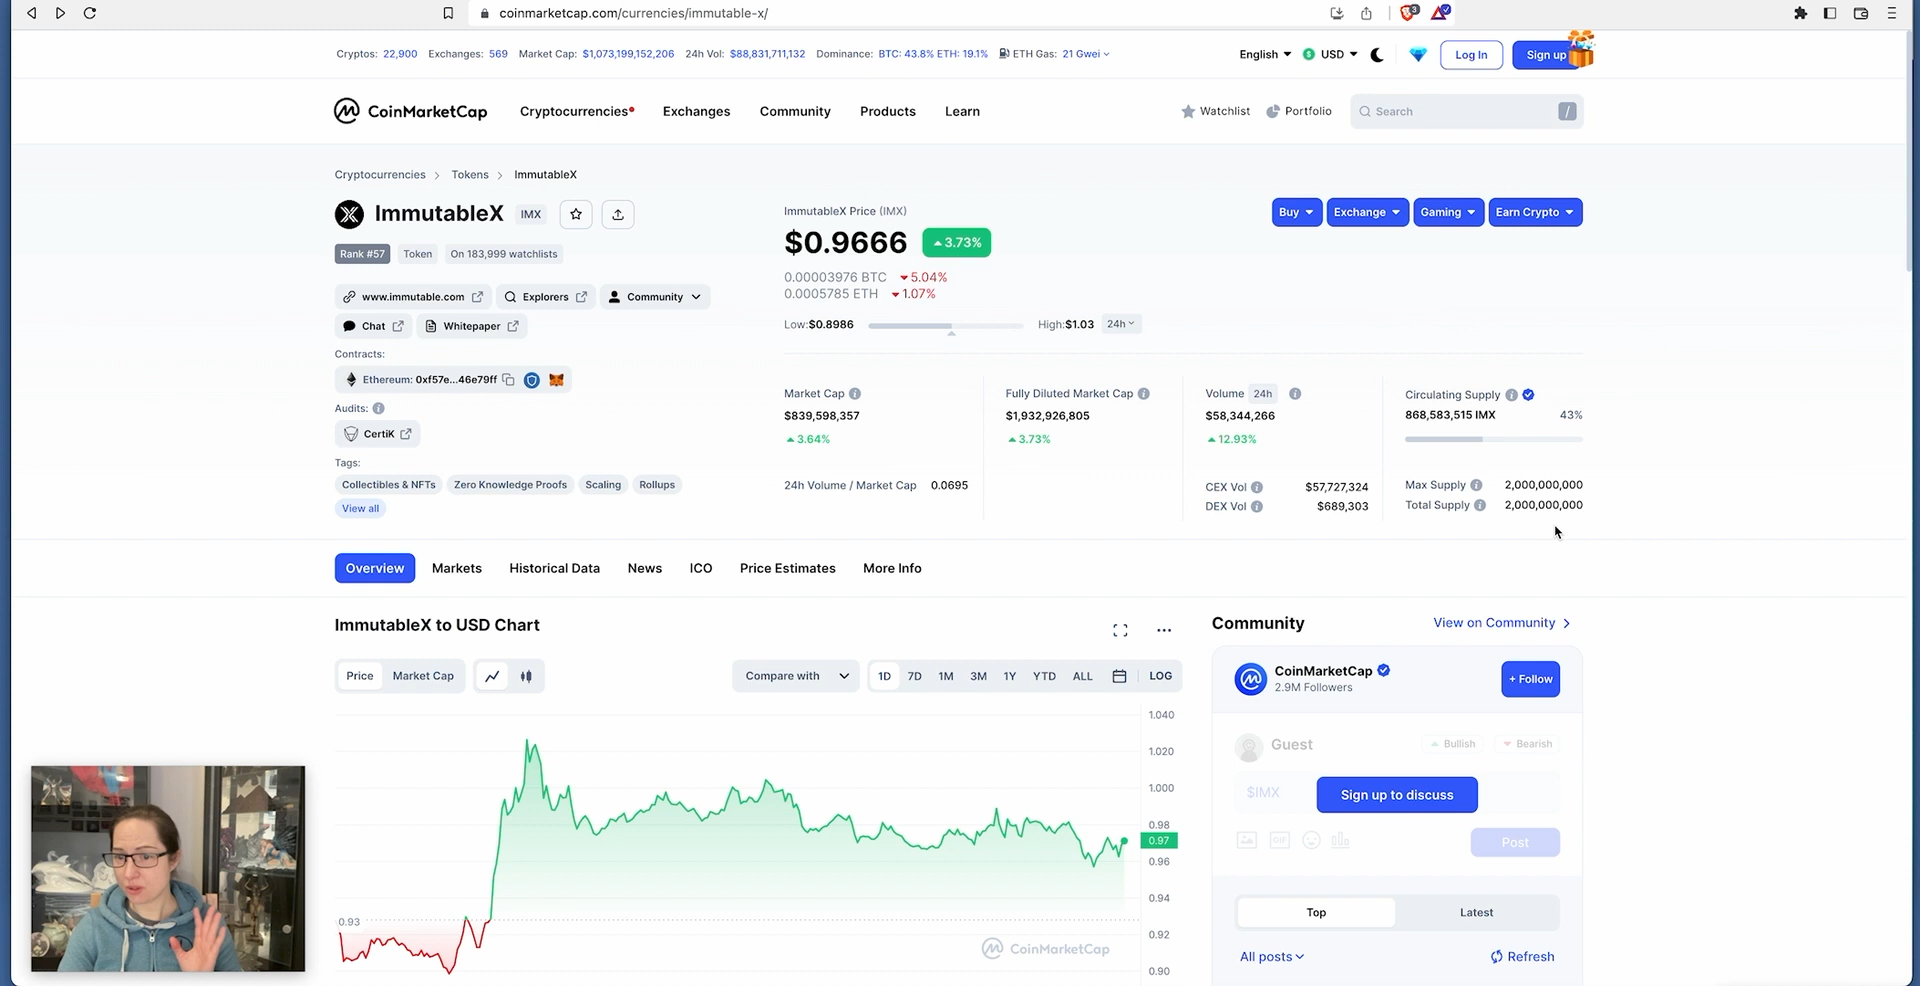 coinmarketcap.com/currencies/immutable-x/
3
Cryptos: 22,900 Exchanges: 569 Market Cap: $1,073,199,152,206 24h Vol: $88,831,711,132 Dominance: BTC: 43.8% ETH: 19.1% ETH Gas: 21 Gwei
English USD Log In Sign up
CoinMarketCap Cryptocurrencies Exchanges Community Products Learn Watchlist Portfolio Search /
Cryptocurrencies > Tokens > ImmutableX
ImmutableX IMX
Rank #57 Token On 183,999 watchlists
www.immutable.com Explorers Community
Chat Whitepaper
Contracts:
Ethereum: 0xf57e...46e79ff
Audits:
CertiK
Tags:
Collectibles & NFTs Zero Knowledge Proofs Scaling Rollups
View all
ImmutableX Price (IMX)
$0.9666 3.73%
0.00003976 BTC 5.04%
0.0005785 ETH 1.07%
Low:$0.8986 High:$1.03 24h
Buy Exchange Gaming Earn Crypto
Market Cap
$839,598,357
3.64%
24h Volume / Market Cap 0.0695
Fully Diluted Market Cap
$1,932,926,805
3.73%
Volume 24h
$58,344,266
12.93%
CEX Vol $57,727,324
DEX Vol $689,303
Circulating Supply
868,583,515 IMX 43%
Max Supply 2,000,000,000
Total Supply 2,000,000,000
Overview Markets Historical Data News ICO Price Estimates More Info
ImmutableX to USD Chart
Price Market Cap Compare with 1D 7D 1M 3M 1Y YTD ALL LOG
1.040
1.020
1.000
0.98
0.97
0.96
0.94
0.93
0.92
0.90
CoinMarketCap
Community View on Community >
CoinMarketCap
2.9M Followers
+ Follow
Guest Bullish Bearish
$IMX
Sign up to discuss
GIF
Post
Top Latest
All posts Refresh